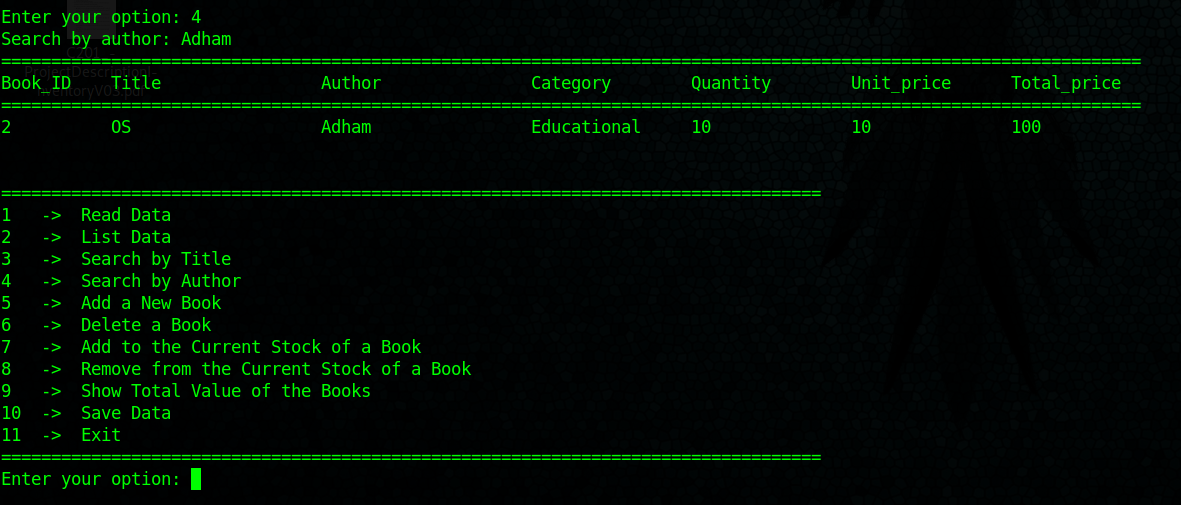 Enter your option: 4
Search by author: Adham
==================================================================================================================
Book_ID    Title                Author               Category        Quantity        Unit_price      Total_price
==================================================================================================================
2          OS                   Adham                Educational     10              10              100
==================================================================================
1   ->  Read Data
2   ->  List Data
3   ->  Search by Title
4   ->  Search by Author
5   ->  Add a New Book
6   ->  Delete a Book
7   ->  Add to the Current Stock of a Book
8   ->  Remove from the Current Stock of a Book
9   ->  Show Total Value of the Books
10  ->  Save Data
11  ->  Exit
==================================================================================
Enter your option: